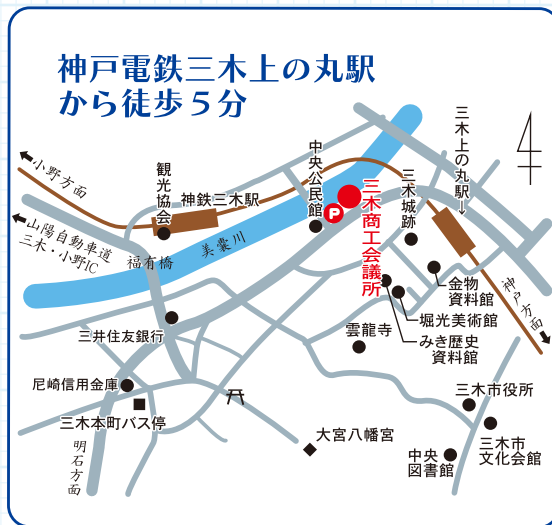 神戸電鉄三木上の丸駅
から徒歩5分
小野方面
山陽自動車道
三木・小野IC
観光
協会
神鉄三木駅
福有橋
美嚢川
中央公民館
P
三木商工会議所
三木城跡
三木上の丸駅
神戸方面
金物
資料館
堀光美術館
みき歴史
資料館
雲龍寺
三井住友銀行
尼崎信用金庫
三木本町バス停
明石方面
大宮八幡宮
三木市役所
三木市
文化会館
中央
図書館